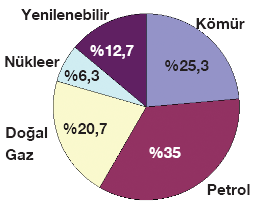 Yenilenebilir
Kömür
%12,7
%25,3
Nükleer
%6,3
Doğal
Gaz
%20,7
%35
Petrol